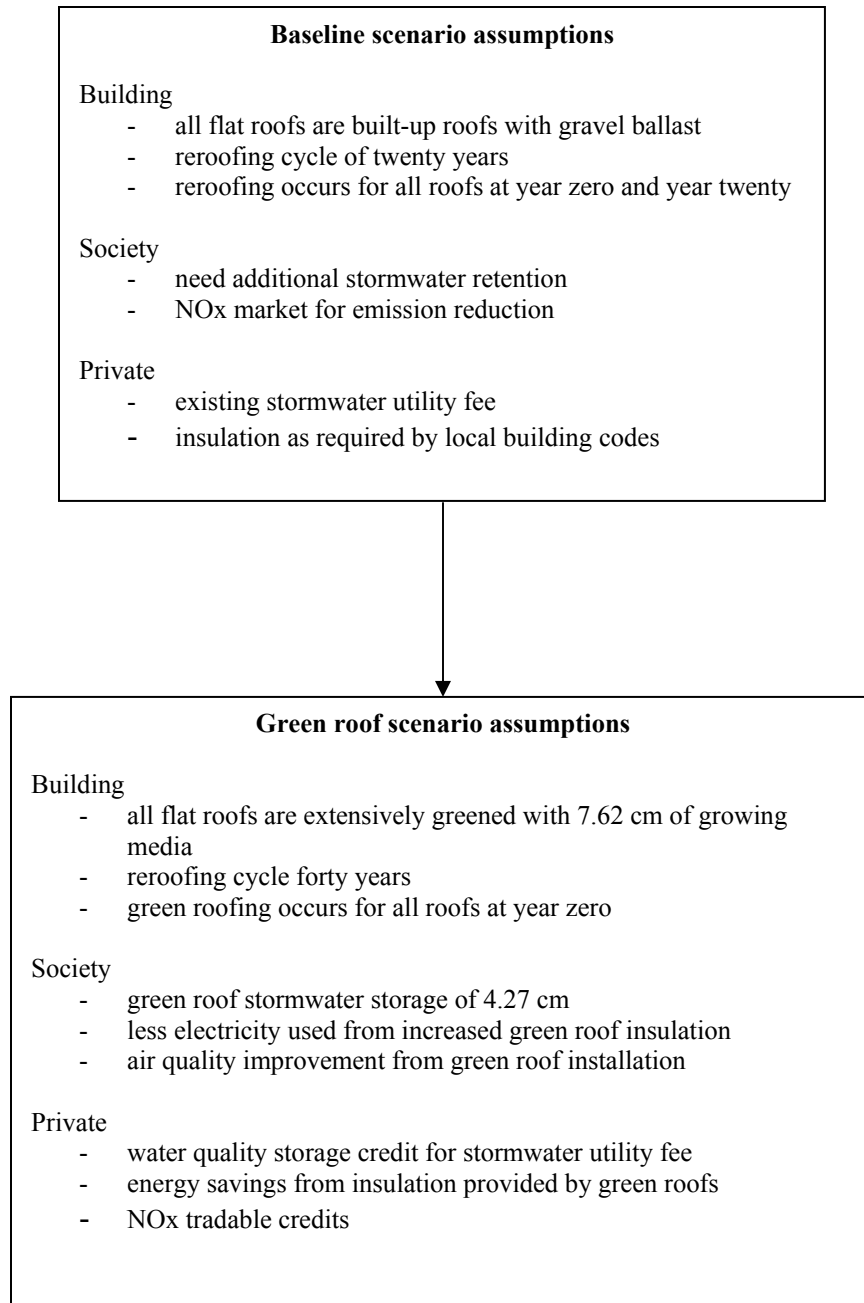 Baseline scenario assumptions
Building
- all flat roofs are built-up roofs with gravel ballast
- reroofing cycle of twenty years
- reroofing occurs for all roofs at year zero and year twenty
Society
- need additional stormwater retention
- NOx market for emission reduction
Private
- existing stormwater utility fee
- insulation as required by local building codes
Green roof scenario assumptions
Building
- all flat roofs are extensively greened with 7.62 cm of growing
media
- reroofing cycle forty years
- green roofing occurs for all roofs at year zero
Society
- green roof stormwater storage of 4.27 cm
- less electricity used from increased green roof insulation
- air quality improvement from green roof installation
Private
- water quality storage credit for stormwater utility fee
- energy savings from insulation provided by green roofs
- NOx tradable credits